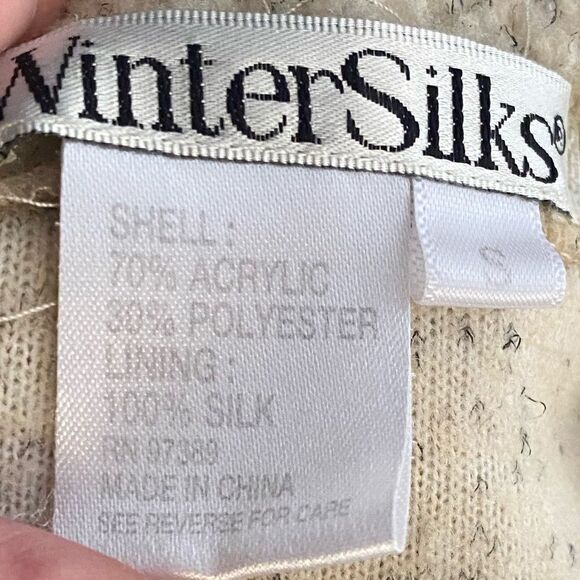 WinterSilks®
S
SHELL :
70% ACRYLIC
30% POLYESTER
LINING :
100% SILK
RN 97389
MADE IN CHINA
SEE REVERSE FOR CARE